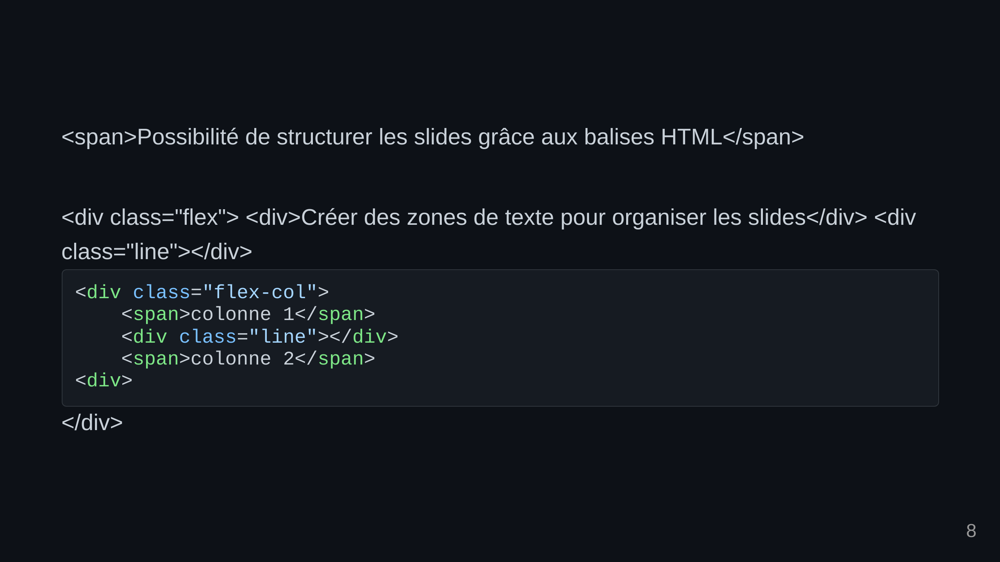 <span>Possibilité de structurer les slides grâce aux balises HTML</span>
<div class="flex"> <div>Créer des zones de texte pour organiser les slides</div> <div
class="line"></div>
<div class="flex-col">
    <span>colonne 1</span>
    <div class="line"></div>
    <span>colonne 2</span>
<div>
</div>
8